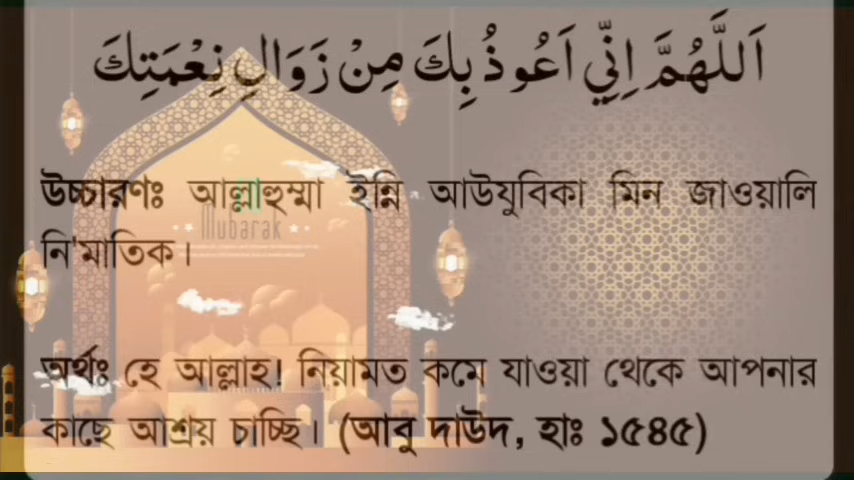 اَللَّهُمَّ اِنِّي اَعُوذُ بِكَ مِنْ زَوَالِ نِعْمَتِكَ
উচ্চারণঃ আল্লাহুম্মা ইন্নি আউযুবিকা মিন জাওয়ালি
নি'মাতিক।
Mubarak
অর্থঃ হে আল্লাহ! নিয়ামত কমে যাওয়া থেকে আপনার
কাছে আশ্রয় চাচ্ছি। (আবু দাউদ, হাঃ ১৫৪৫)